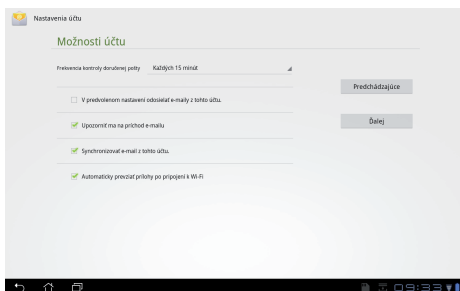 Nastavenia účtu
Možnosti účtu
Frekvencia kontroly doručenej pošty Každých 15 minút
Predchádzajúce
V predvolenom nastavení odosielať e-maily z tohto účtu.
Ďalej
Upozorniť ma na príchod e-mailu
Synchronizovať e-mail z tohto účtu.
Automaticky prevziať prílohy po pripojení k Wi-Fi
09:33